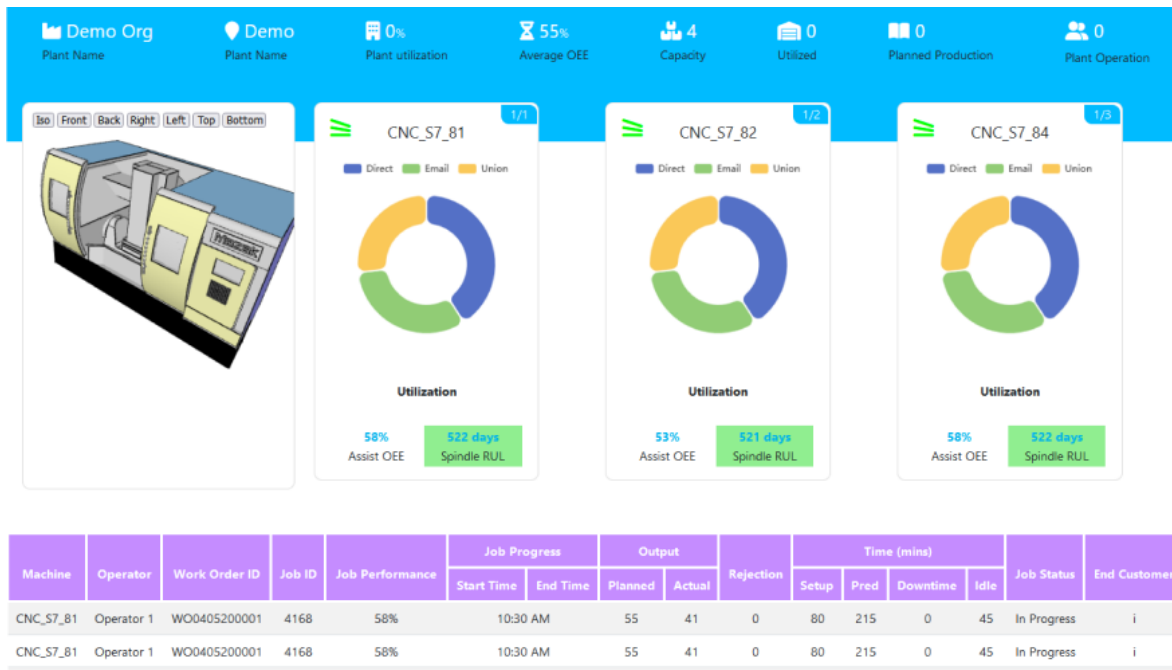 Demo Org Demo 0% 55% 4 0 0 0
Plant Name Plant Name Plant utilization Average OEE Capacity Utilized Planned Production Plant Operation
Iso Front Back Right Left Top Bottom
Mazak
1/1
CNC_S7_81
Direct Email Union
Utilization
58% 522 days
Assist OEE Spindle RUL
1/2
CNC_S7_82
Direct Email Union
Utilization
53% 521 days
Assist OEE Spindle RUL
1/3
CNC_S7_84
Direct Email Union
Utilization
58% 522 days
Assist OEE Spindle RUL
Job Progress Output Time (mins)
Machine Operator Work Order ID Job ID Job Performance Rejection Job Status End Customer
Start Time End Time Planned Actual Setup Pred Downtime Idle
CNC_S7_81 Operator 1 WO0405200001 4168 58% 10:30 AM 55 41 0 80 215 0 45 In Progress i
CNC_S7_81 Operator 1 WO0405200001 4168 58% 10:30 AM 55 41 0 80 215 0 45 In Progress i